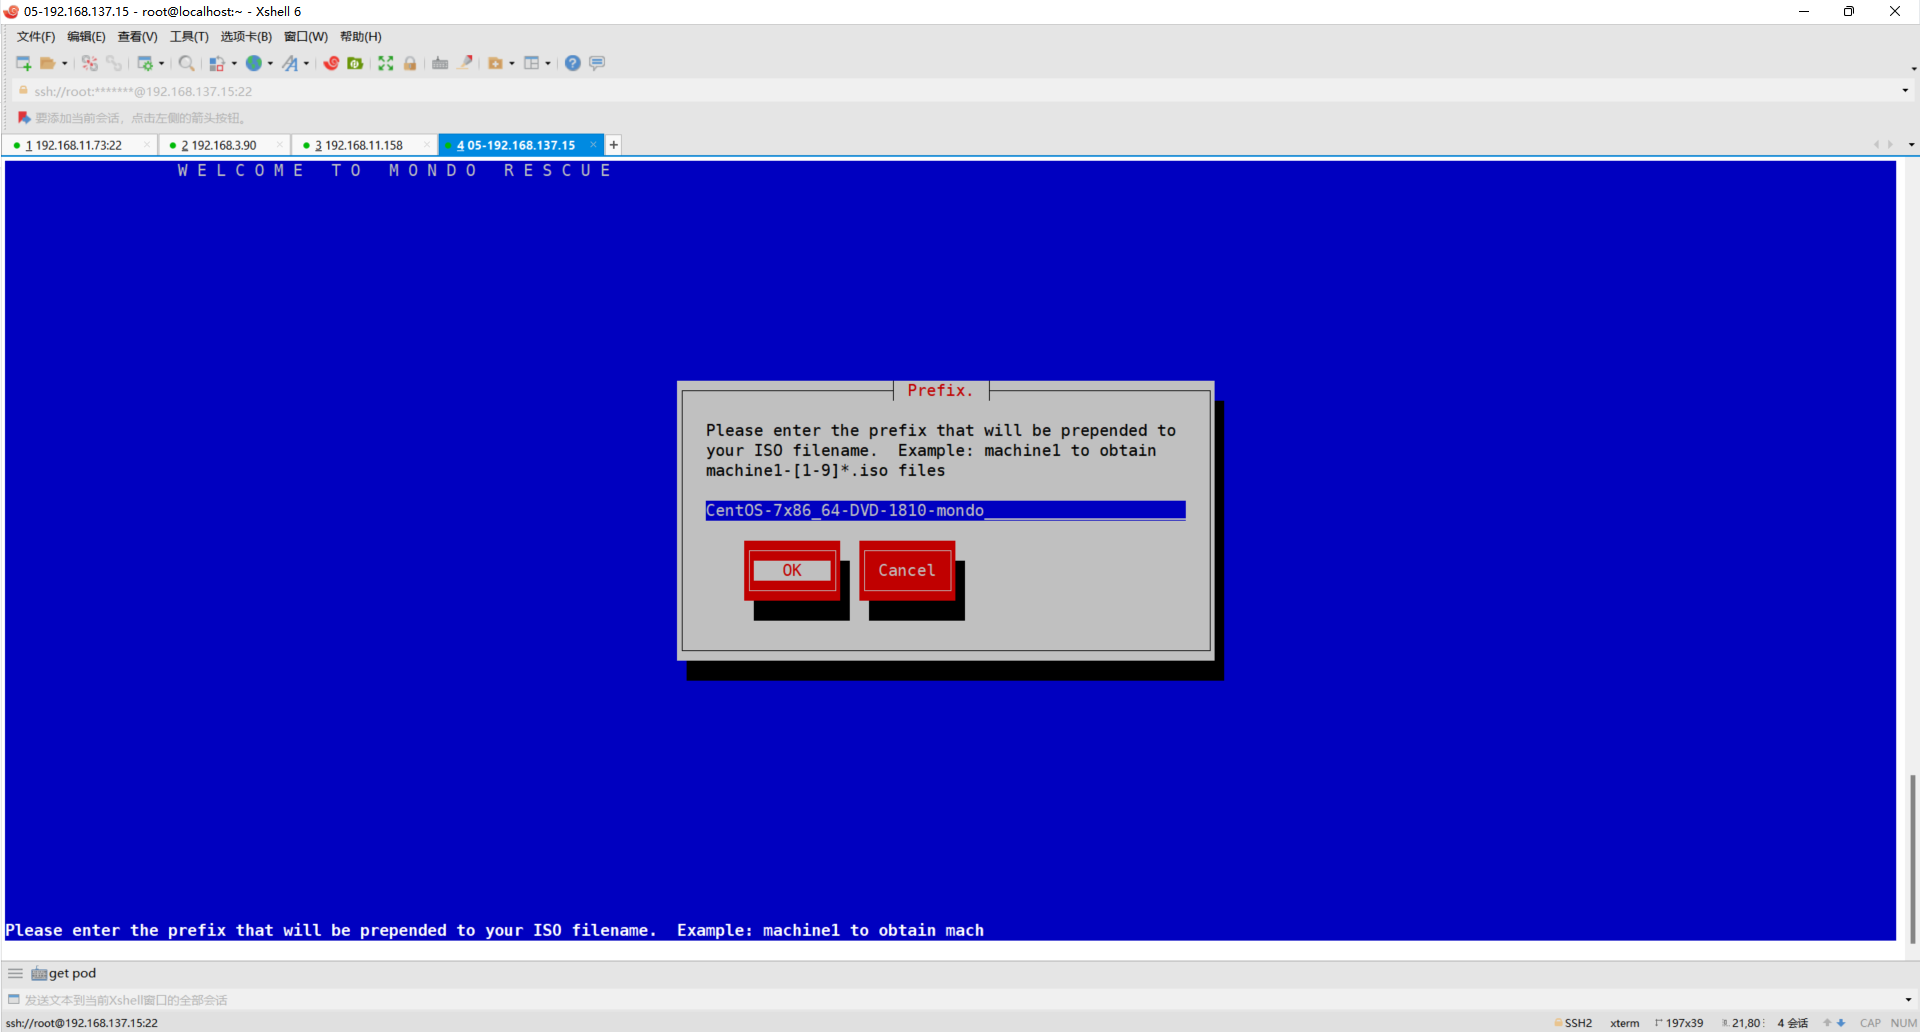 05-192.168.137.15 - root@localhost:~ - Xshell 6
文件(F) 编辑(E) 查看(V) 工具(T) 选项卡(B) 窗口(W) 帮助(H)
ssh://root:*******@192.168.137.15:22
要添加当前会话，点击左侧的箭头按钮。
1 192.168.11.73:22 2 192.168.3.90 3 192.168.11.158 4 05-192.168.137.15 +
W E L C O M E   T O   M O N D O   R E S C U E
Prefix.
Please enter the prefix that will be prepended to
your ISO filename.  Example: machine1 to obtain
machine1-[1-9]*.iso files
CentOS-7x86_64-DVD-1810-mondo
OK Cancel
Please enter the prefix that will be prepended to your ISO filename.  Example: machine1 to obtain mach
get pod
发送文本到当前Xshell窗口的全部会话
ssh://root@192.168.137.15:22 SSH2 xterm 197x39 21,80 4 会话 CAP NUM